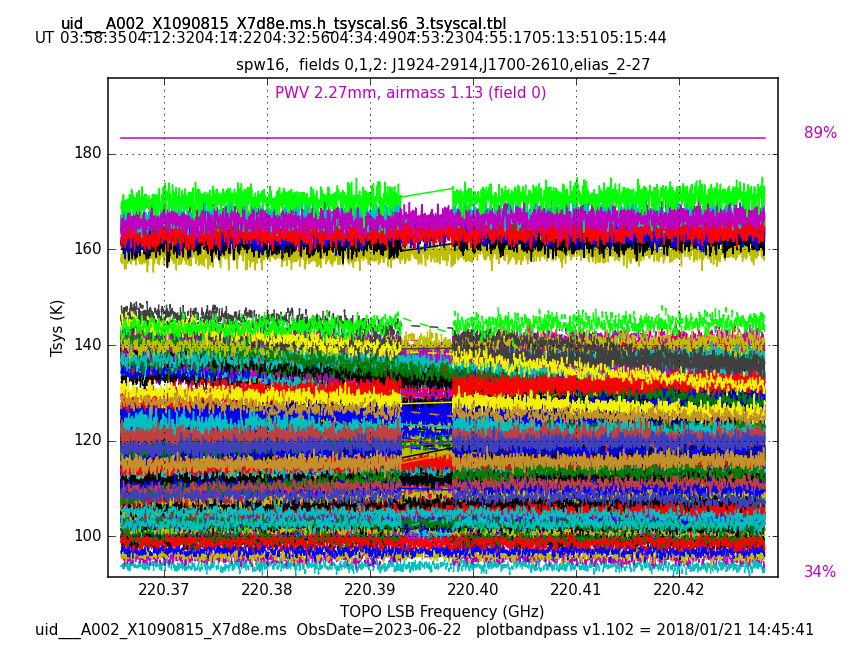 uid___A002_X1090815_X7d8e.ms.h_tsyscal.s6_3.tsyscal.tbl
UT 03:58:35 04:12:32 04:14:22 04:32:56 04:34:49 04:53:23 04:55:17 05:13:51 05:15:44
spw16, fields 0,1,2: J1924-2914,J1700-2610,elias_2-27
PWV 2.27mm, airmass 1.13 (field 0)
89%
180
160
140
120
100
Tsys (K)
34%
220.37 220.38 220.39 220.40 220.41 220.42
TOPO LSB Frequency (GHz)
uid___A002_X1090815_X7d8e.ms ObsDate=2023-06-22 plotbandpass v1.102 = 2018/01/21 14:45:41